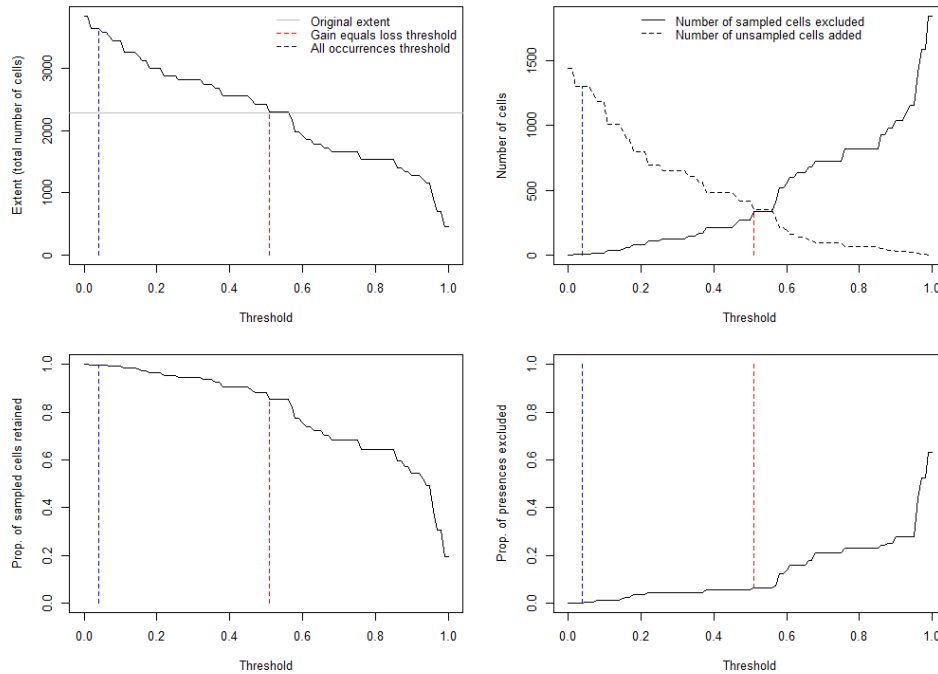 Original extent
Gain equals loss threshold
All occurrences threshold
Extent (total number of cells)
0 1000 2000 3000
0.0 0.2 0.4 0.6 0.8 1.0
Threshold
Number of sampled cells excluded
Number of unsampled cells added
Number of cells
0 500 1000 1500
0.0 0.2 0.4 0.6 0.8 1.0
Threshold
Prop. of sampled cells retained
0.0 0.2 0.4 0.6 0.8 1.0
0.0 0.2 0.4 0.6 0.8 1.0
Threshold
Prop. of presences excluded
0.0 0.2 0.4 0.6 0.8 1.0
0.0 0.2 0.4 0.6 0.8 1.0
Threshold